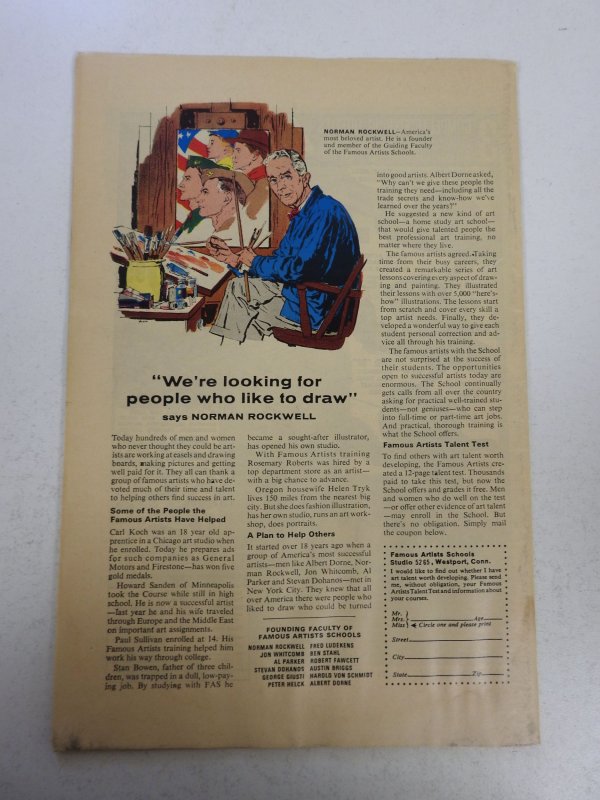 NORMAN ROCKWELL—America's
most beloved artist. He is a founder
and member of the Guiding Faculty
of the Famous Artists Schools.
"We're looking for
people who like to draw"
says NORMAN ROCKWELL
Today hundreds of men and women
who never thought they could be art-
ists are working at easels and drawing
boards, making pictures and getting
well paid for it. They all can thank a
group of famous artists who have de-
voted much of their time and talent
to helping others find success in art.
Some of the People the
Famous Artists Have Helped
Carl Koch was an 18 year old ap-
prentice in a Chicago art studio when
he enrolled. Today he prepares ads
for such companies as General
Motors and Firestone—has won five
gold medals.
Howard Sanden of Minneapolis
took the Course while still in high
school. He is now a successful artist
—last year he and his wife traveled
through Europe and the Middle East
on important art assignments.
Paul Sullivan enrolled at 14. His
Famous Artists training helped him
work his way through college.
Stan Bowen, father of three chil-
dren, was trapped in a doll, low-pay-
ing job. By studying with FAS he
became a sought-after illustrator,
has opened his own studio.
With Famous Artists training
Rosemary Roberts was hired by a
top department store as an artist—
with a big chance to advance.
Oregon housewife Helen Tryk
lives 150 miles from the nearest big
city. But she does fashion illustration,
has her own studio, runs an art work-
shop, does portraits.
A Plan to Help Others
It started over 18 years ago when a
group of America's most successful
artists—men like Albert Dorne, Nor-
man Rockwell, Jon Whitcomb, Al
Parker and Stevan Dohanos—met in
New York City. They knew that all
over America there were people who
liked to draw who could be turned
FOUNDING FACULTY OF
FAMOUS ARTISTS SCHOOLS
NORMAN ROCKWELL FRED LUDEKENS
JON WHITCOMB BEN STAHL
AL PARKER ROBERT FAWCETT
STEVAN DOHANOS AUSTIN BRIGGS
GEORGE GIUSTI HAROLD VON SCHMIDT
PETER HELCK ALBERT DORNE
into good artists. Albert Dorne asked,
"Why can't we give these people the
training they need—including all the
trade secrets and know-how we've
learned over the years?"
He suggested a new kind of art
school—a home study art school—
that would give talented people the
best professional art training, no
matter where they live.
The famous artists agreed. Taking
time from their busy careers, they
created a remarkable series of art
lessons covering every aspect of draw-
ing and painting. They illustrated
their lessons with over 5,000 "here's-
how" illustrations. The lessons start
from scratch and cover every skill a
top artist needs. Finally, they de-
veloped a wonderful way to give each
student personal correction and ad-
vice all through his training.
The famous artists with the School
are not surprised at the success of
their students. The opportunities
open to successful artists today are
enormous. The School continually
gets calls from all over the country
asking for practical well-trained stu-
dents—not geniuses—who can step
into full-time or part-time art jobs.
And practical, thorough training is
what the School offers.
Famous Artists Talent Test
To find others with art talent worth
developing, the Famous Artists cre-
ated a 12-page talent test. Thousands
paid to take this test, but now the
School offers and grades it free. Men
and women who do well on the test
—or offer other evidence of art talent
—may enroll in the School. But
there's no obligation. Simply mail
the coupon below.
Famous Artists Schools
Studio 5265, Westport, Conn.
I would like to find out whether I have
art talent worth developing. Please send
me, without obligation, your Famous
Artists Talent Test and information about
your courses.
Mr.
Mrs. Age
Miss Circle one and please print
Street
City
State Zip